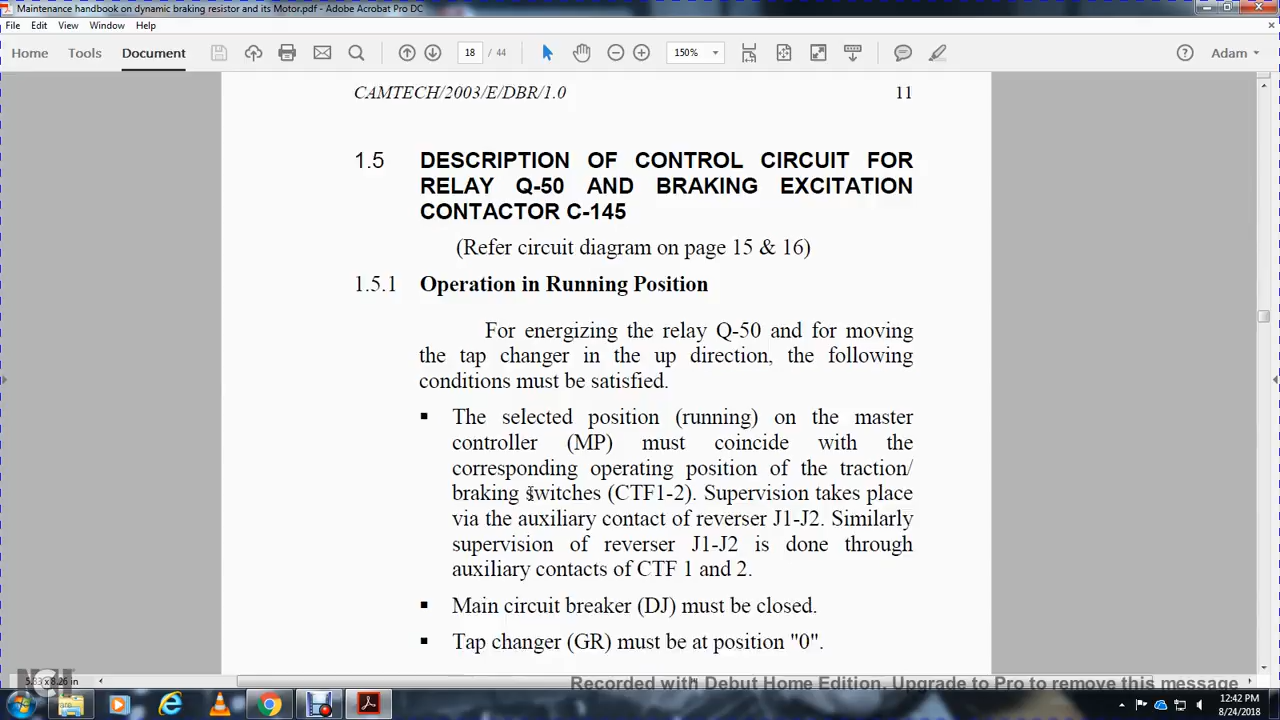 Maintenance handbook on dynamic braking resistor and its Motor.pdf - Adobe Acrobat Pro DC
File Edit View Window Help
Home Tools Document 18 / 44 150% Adam
CAMTECH/2003/E/DBR/1.0 11
1.5 DESCRIPTION OF CONTROL CIRCUIT FOR
RELAY Q-50 AND BRAKING EXCITATION
CONTACTOR C-145
(Refer circuit diagram on page 15 & 16)
1.5.1 Operation in Running Position
For energizing the relay Q-50 and for moving
the tap changer in the up direction, the following
conditions must be satisfied.
▪ The selected position (running) on the master
controller (MP) must coincide with the
corresponding operating position of the traction/
braking switches (CTF1-2). Supervision takes place
via the auxiliary contact of reverser J1-J2. Similarly
supervision of reverser J1-J2 is done through
auxiliary contacts of CTF 1 and 2.
▪ Main circuit breaker (DJ) must be closed.
▪ Tap changer (GR) must be at position "0".
5.83 x 8.26 in
Recorded with Debut Home Edition. Upgrade to Pro to remove this message
12:42 PM
8/24/2018